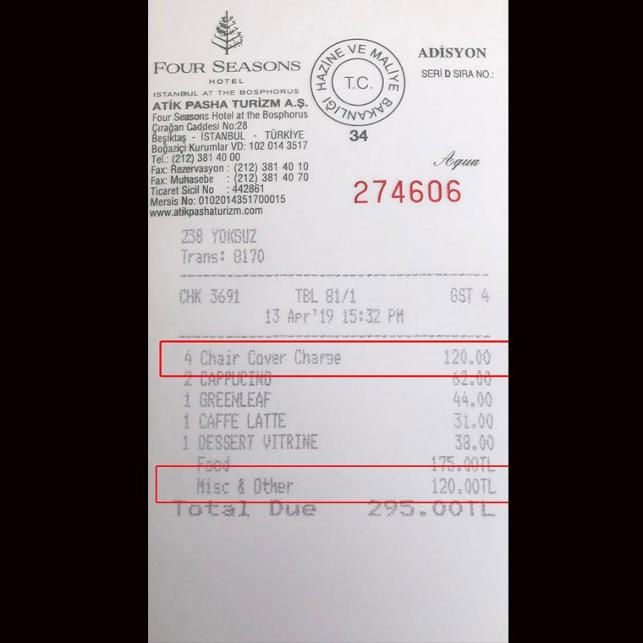 FOUR SEASONS
HOTEL
ISTANBUL AT THE BOSPHORUS
ATİK PASHA TURİZM A.Ş.
Four Seasons Hotel at the Bosphorus
Çırağan Caddesi No:28
Beşiktaş - İSTANBUL - TÜRKİYE
Boğaziçi Kurumlar VD: 102 014 3517
Tel.: (212) 381 40 00
Fax: Rezervasyon : (212) 381 40 10
Fax: Muhasebe : (212) 381 40 70
Ticaret Sicil No : 442861
Mersis No: 0102014351700015
www.atikpashaturizm.com
HAZİNE VE MALİYE BAKANLIĞI
T.C.
34
ADİSYON
SERİ D SIRA NO.:
Aqua
274606
238 YOKSUZ
Trans: 8170
CHK 3691 TBL 81/1 GST 4
13 Apr'19 15:32 PM
4 Chair Cover Charge 120.00
2 CAPPUCINO 62.00
1 GREENLEAF 44.00
1 CAFFE LATTE 31.00
1 DESSERT VITRINE 38.00
Food 175.00TL
Misc & Other 120.00TL
Total Due 295.00TL